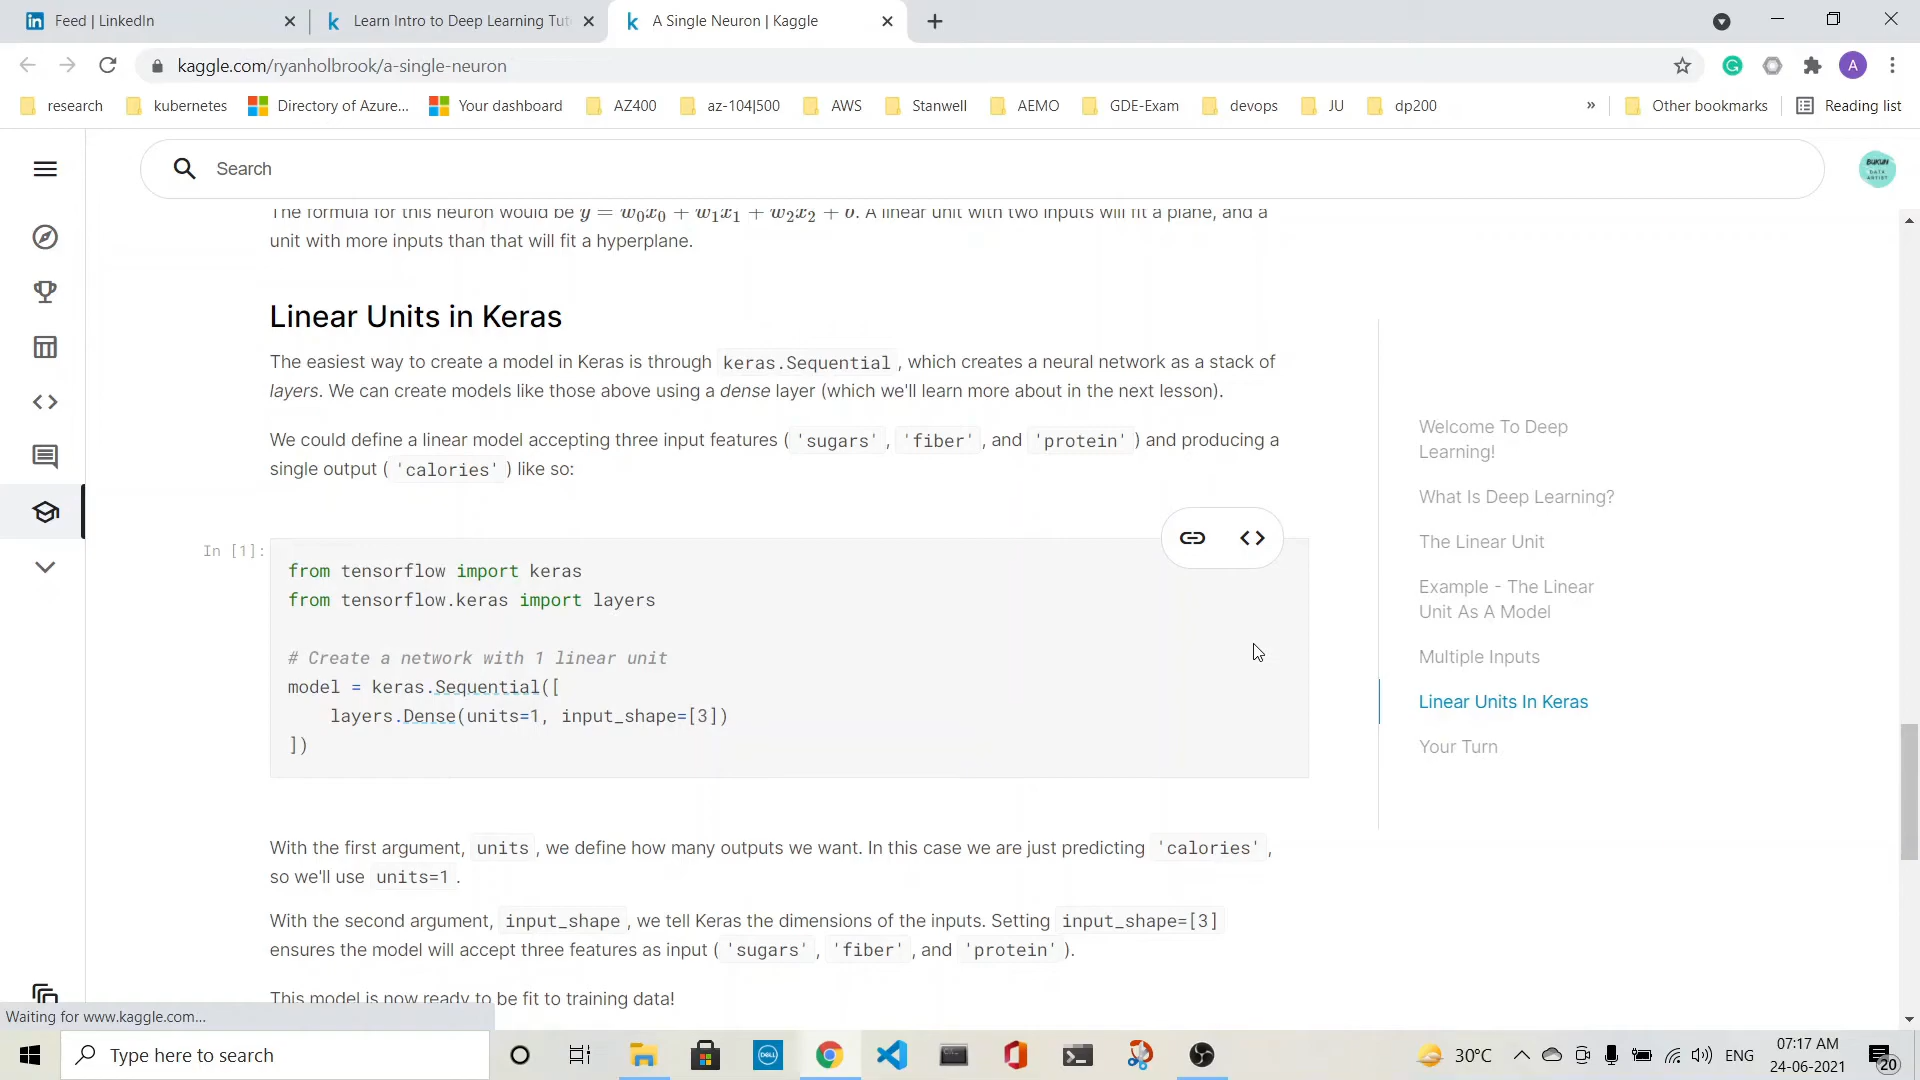 Feed | LinkedIn
Learn Intro to Deep Learning Tut
A Single Neuron | Kaggle
kaggle.com/ryanholbrook/a-single-neuron
A
research
kubernetes
Directory of Azure...
Your dashboard
AZ400
az-104|500
AWS
Stanwell
AEMO
GDE-Exam
devops
JU
dp200
»
Other bookmarks
Reading list
Search
BUKUN
DATA
ARTIST
The formula for this neuron would be y = w₀x₀ + w₁x₁ + w₂x₂ + b. A linear unit with two inputs will fit a plane, and a
unit with more inputs than that will fit a hyperplane.
Linear Units in Keras
The easiest way to create a model in Keras is through keras.Sequential, which creates a neural network as a stack of
layers. We can create models like those above using a dense layer (which we'll learn more about in the next lesson).
We could define a linear model accepting three input features ('sugars', 'fiber', and 'protein') and producing a
single output ('calories') like so:
In [1]:
from tensorflow import keras
from tensorflow.keras import layers
# Create a network with 1 linear unit
model = keras.Sequential([
    layers.Dense(units=1, input_shape=[3])
])
With the first argument, units, we define how many outputs we want. In this case we are just predicting 'calories',
so we'll use units=1.
With the second argument, input_shape, we tell Keras the dimensions of the inputs. Setting input_shape=[3]
ensures the model will accept three features as input ('sugars', 'fiber', and 'protein').
This model is now ready to be fit to training data!
Welcome To Deep
Learning!
What Is Deep Learning?
The Linear Unit
Example - The Linear
Unit As A Model
Multiple Inputs
Linear Units In Keras
Your Turn
Waiting for www.kaggle.com...
Type here to search
DELL
30°C
ENG
07:17 AM
24-06-2021
20